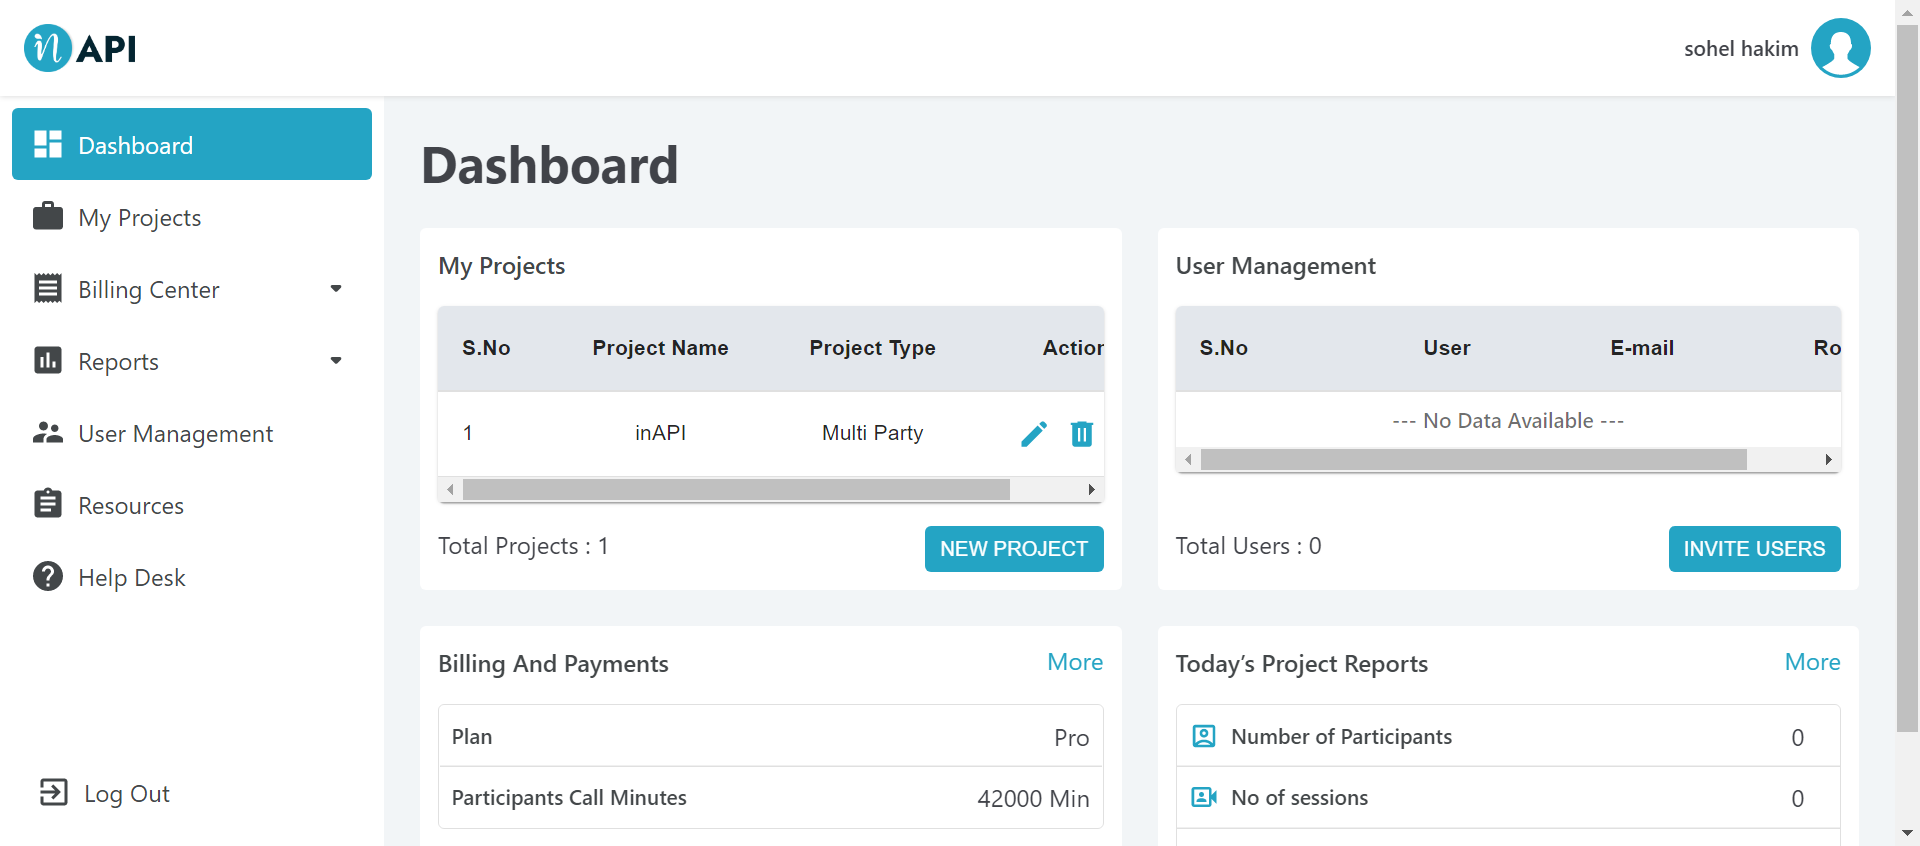 in API
sohel hakim
Dashboard
My Projects
Billing Center
Reports
User Management
Resources
Help Desk
Log Out
Dashboard
My Projects
S.No Project Name Project Type Action
1 inAPI Multi Party
Total Projects : 1 NEW PROJECT
User Management
S.No User E-mail Ro
--- No Data Available ---
Total Users : 0 INVITE USERS
Billing And Payments More
Plan Pro
Participants Call Minutes 42000 Min
Today’s Project Reports More
Number of Participants 0
No of sessions 0